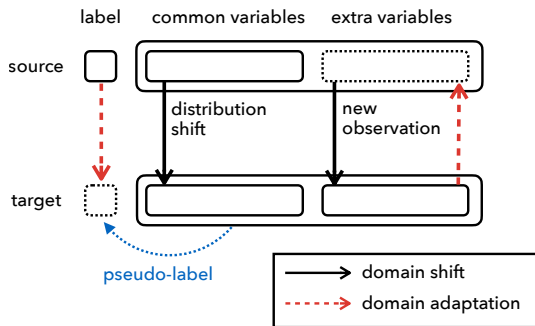 label common variables extra variables
source
distribution
shift
new
observation
target
pseudo-label
domain shift
domain adaptation